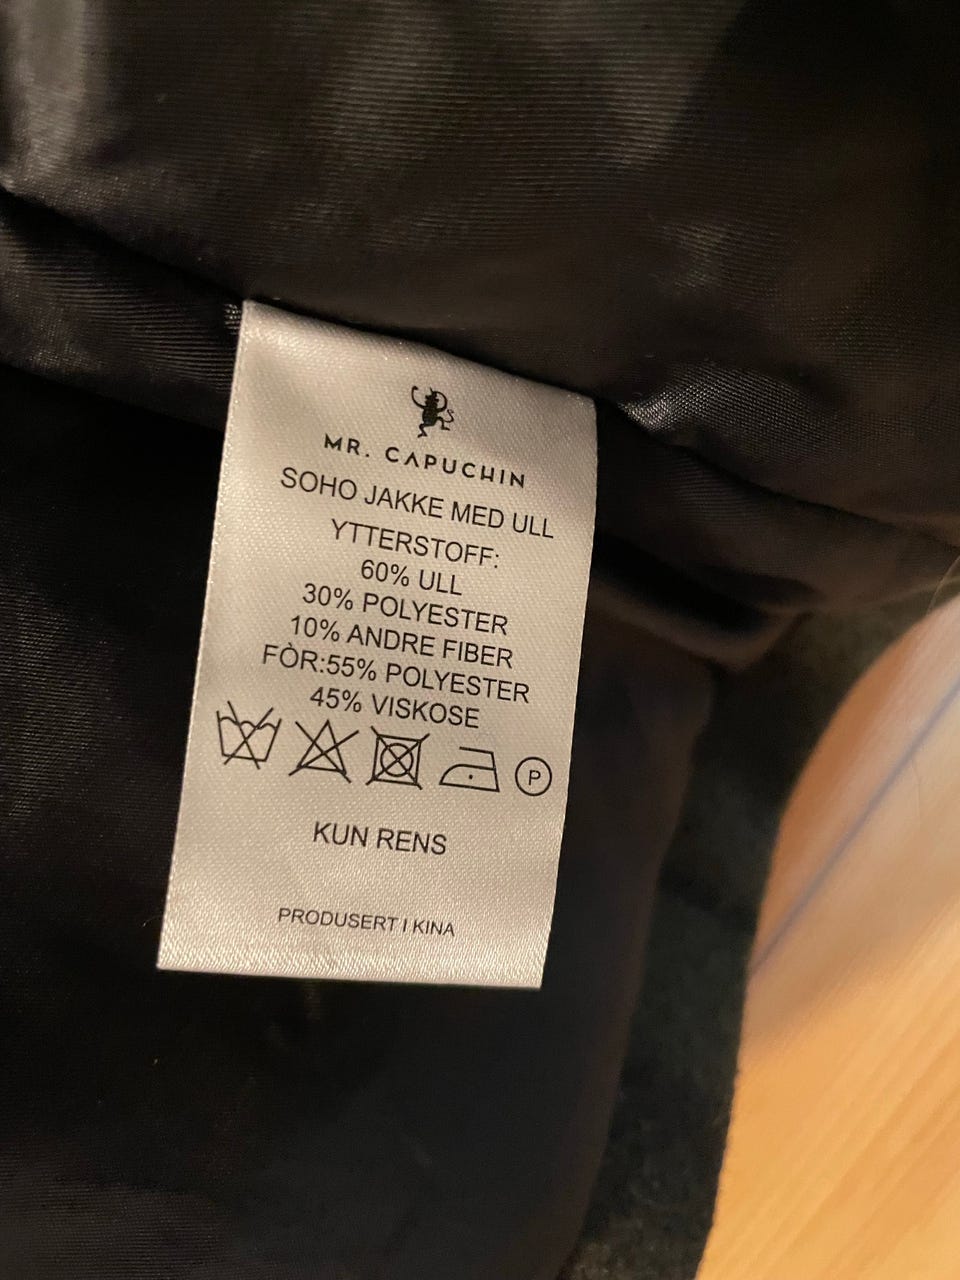 MR. CAPUCHIN
SOHO JAKKE MED ULL
YTTERSTOFF:
60% ULL
30% POLYESTER
10% ANDRE FIBER
FÒR:55% POLYESTER
45% VISKOSE
P
KUN RENS
PRODUSERT I KINA